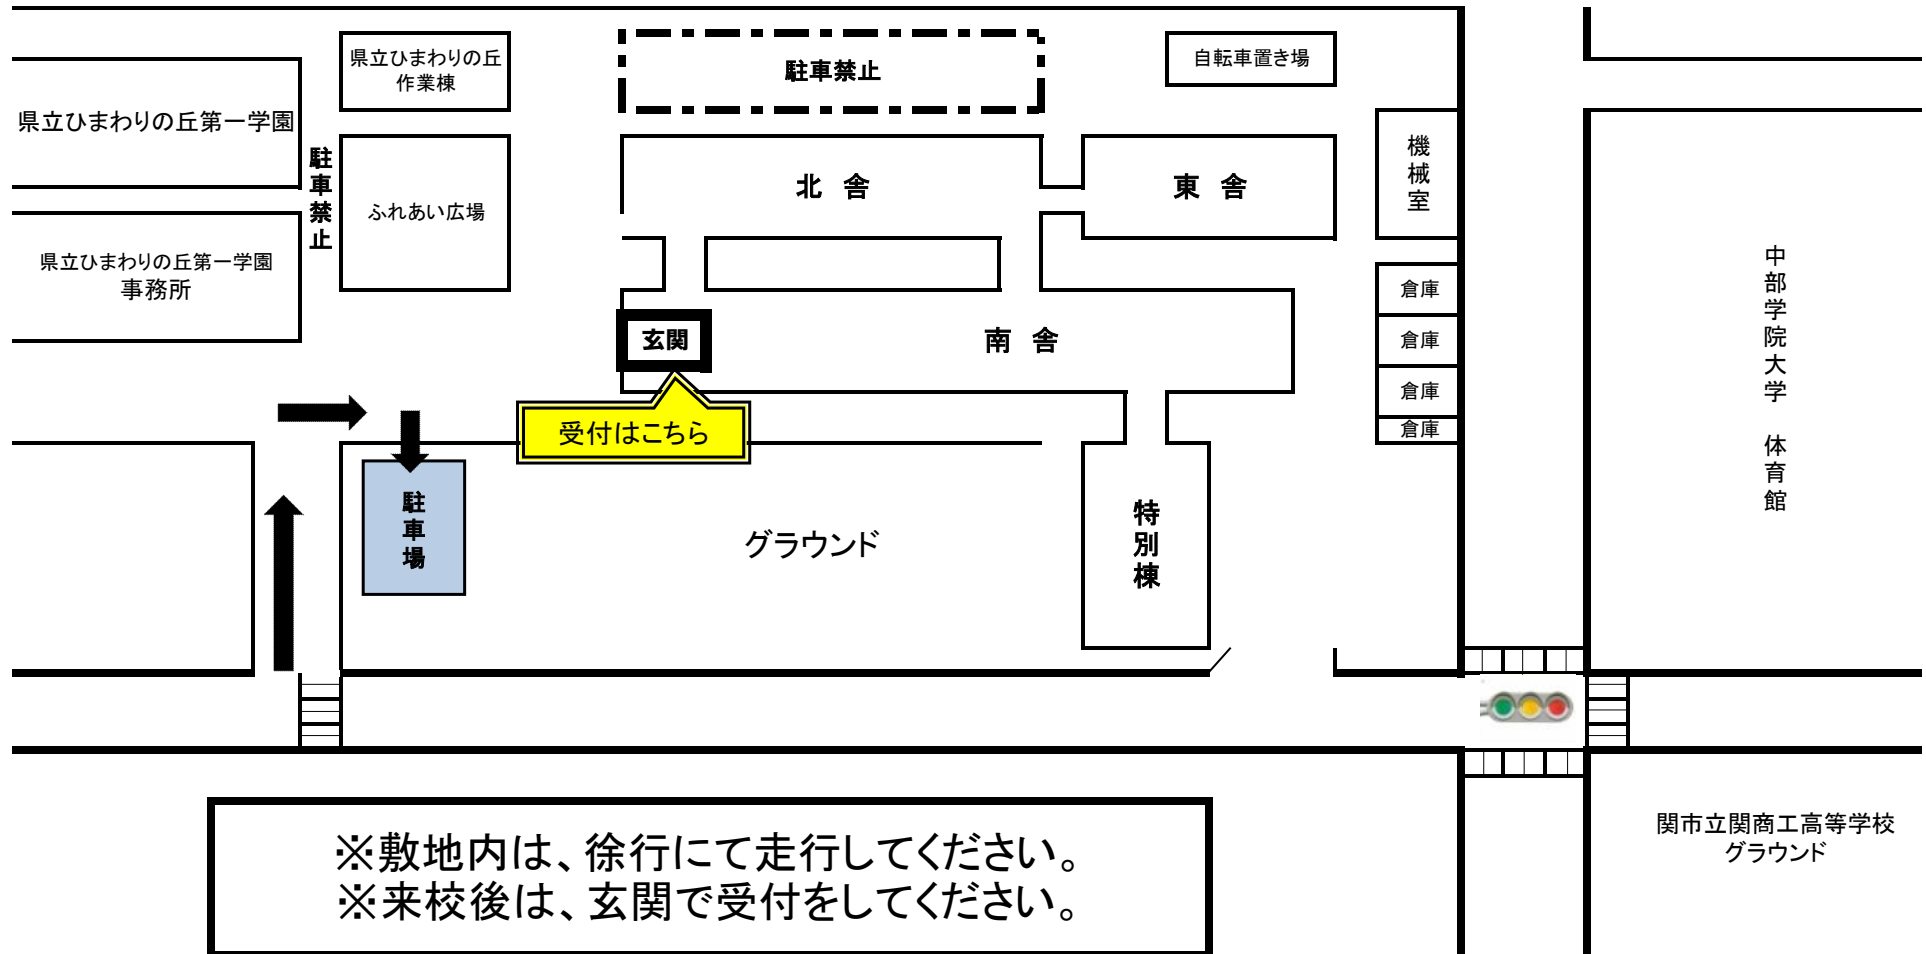 県立ひまわりの丘
作業棟
駐車禁止
自転車置き場
県立ひまわりの丘第一学園
駐車禁止
ふれあい広場
北 舎
東 舎
機械室
県立ひまわりの丘第一学園
事務所
倉庫
倉庫
倉庫
倉庫
中部学院大学 体育館
玄関
南 舎
受付はこちら
駐車場
グラウンド
特別棟
※敷地内は、徐行にて走行してください。
※来校後は、玄関で受付をしてください。
関市立関商工高等学校
グラウンド